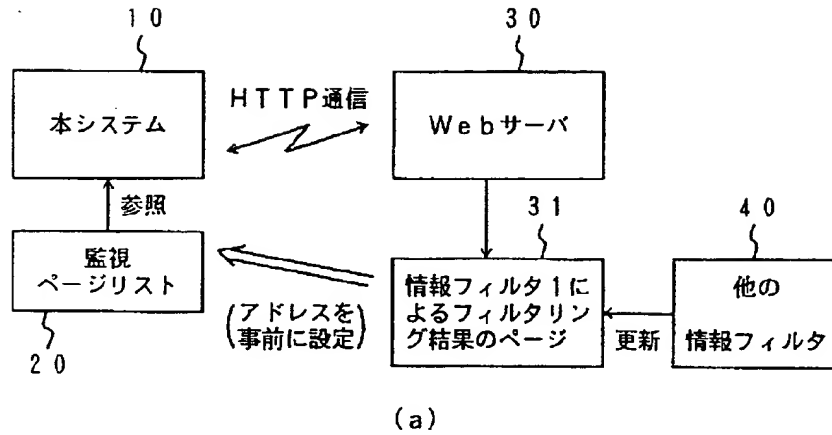 10
30
本システム
HTTP通信
Webサーバ
参照
31
40
監視
ページリスト
(アドレスを
事前に設定)
情報フィルタ1に
よるフィルタリン
グ結果のページ
更新
他の
情報フィルタ
20
(a)